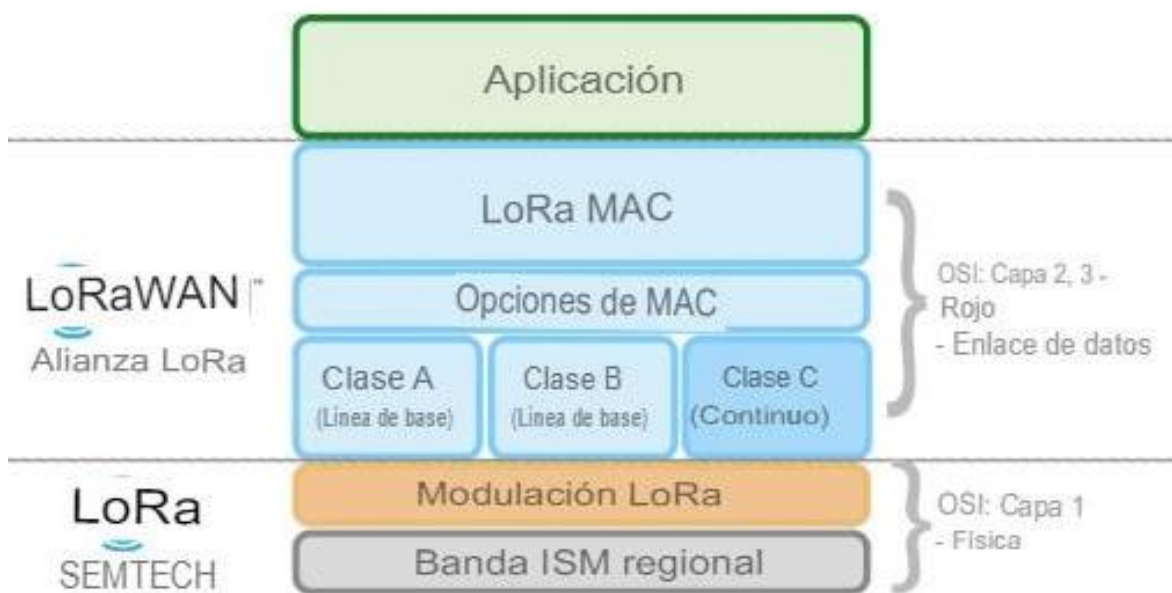 Aplicación
LoRa MAC
Opciones de MAC
Clase A
(Linea de base)
Clase B
(Linea de base)
Clase C
(Continuo)
Modulación LoRa
Banda ISM regional
LoRaWAN™
Alianza LoRa
LoRa
SEMTECH
OSI: Capa 2, 3 -
Rojo
- Enlace de datos
OSI: Capa 1
- Física